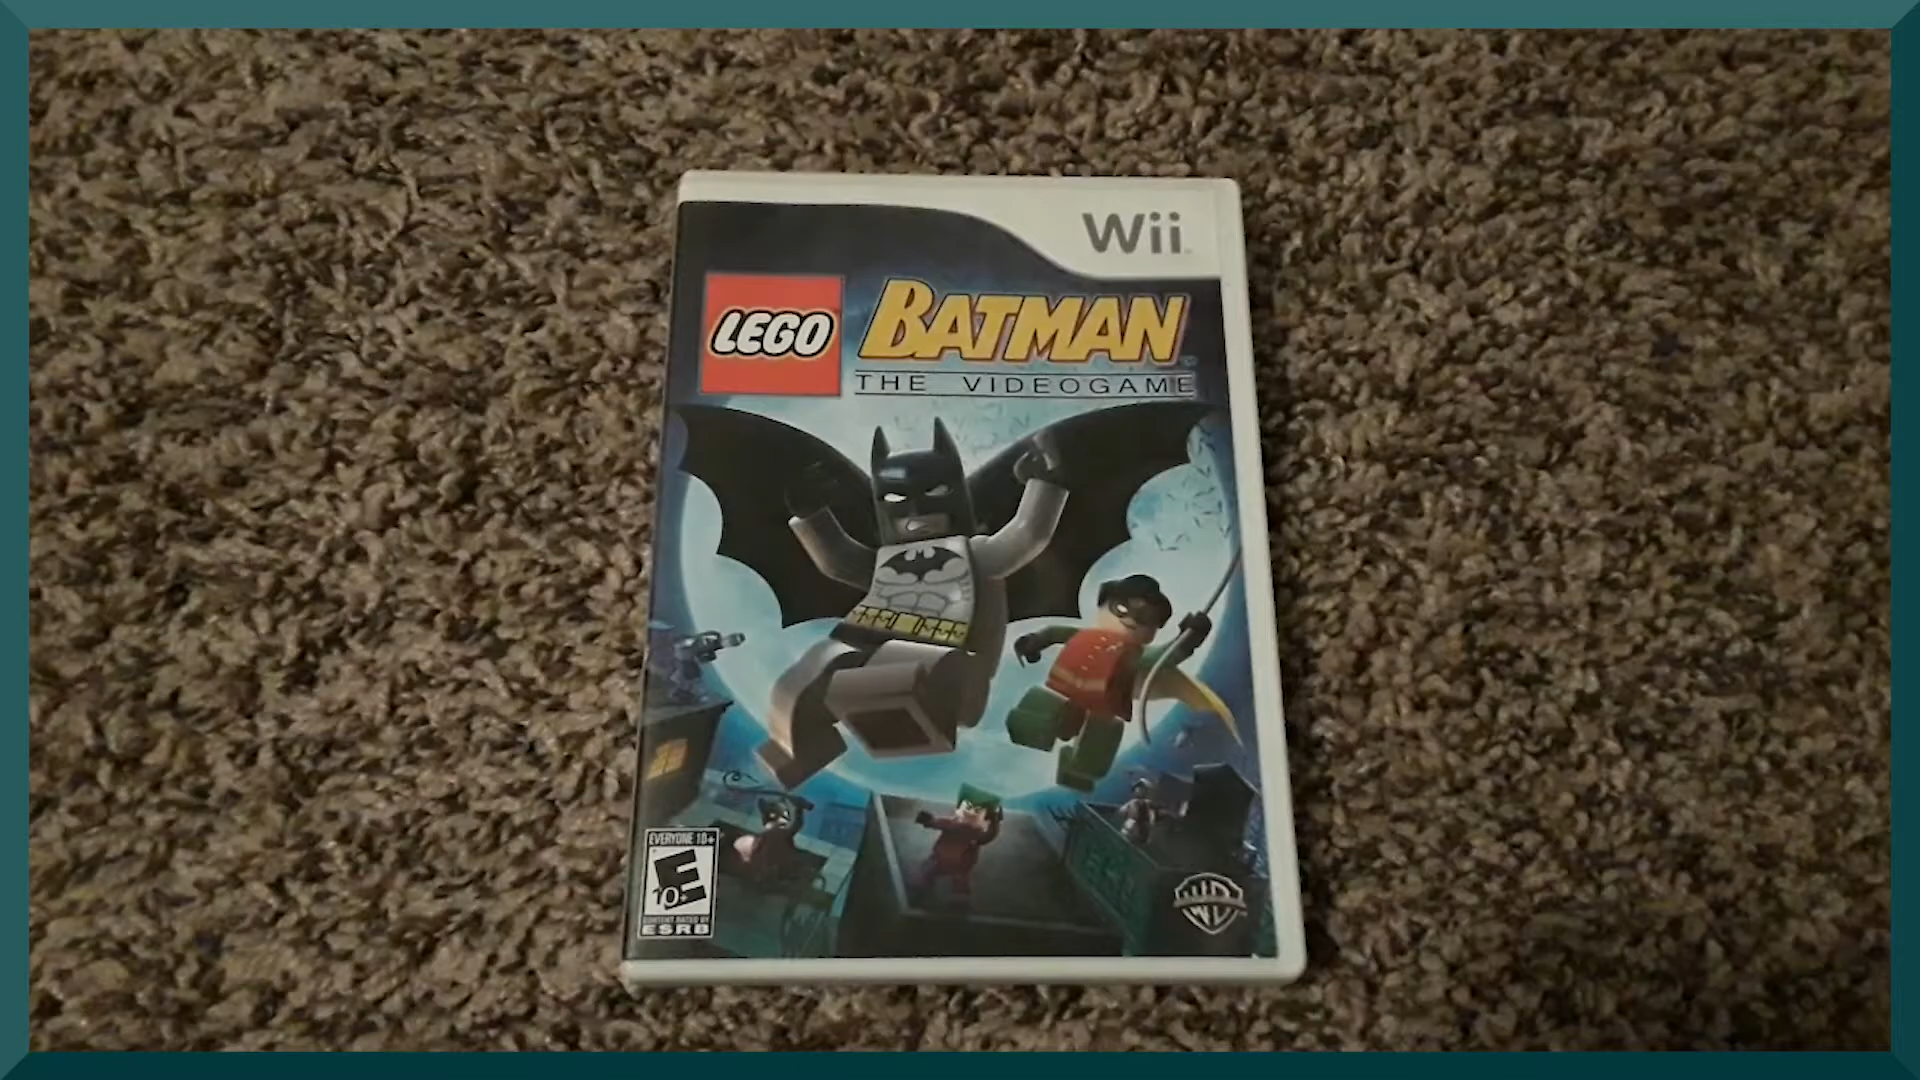 Wii
LEGO
BATMAN
THE VIDEOGAME
EVERYONE 10+
E
10+
CONTENT RATED BY
ESRB
WB